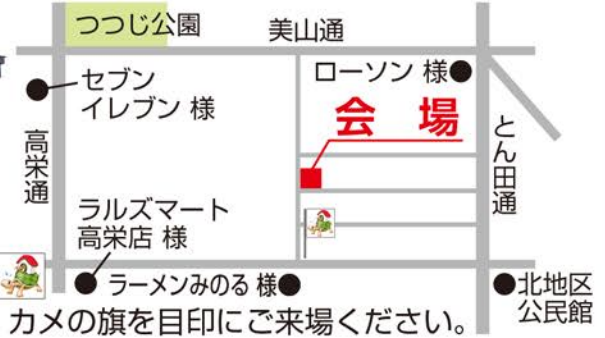 つつじ公園
美山通
セブン
イレブン 様
ローソン 様
会 場
高栄通
とん田通
ラルズマート
高栄店 様
ラーメンみのる 様
北地区
公民館
カメの旗を目印にご来場ください。